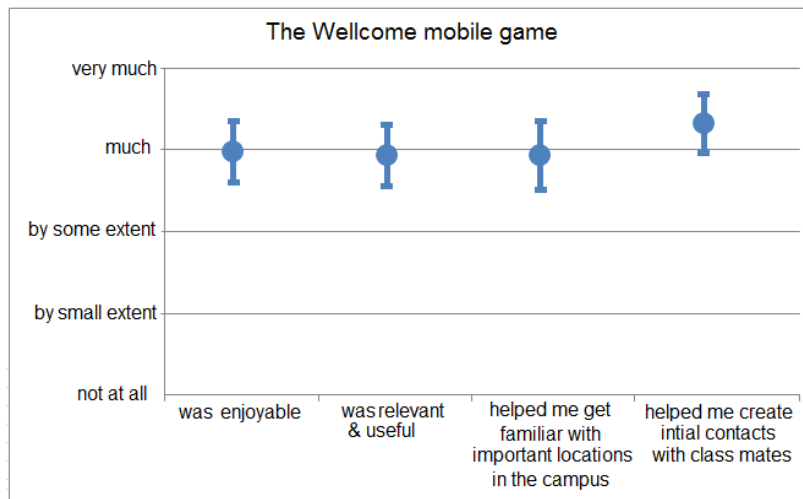 The Wellcome mobile game
very much
much
by some extent
by small extent
not at all
was enjoyable
was relevant
& useful
helped me get
familiar with
important locations
in the campus
helped me create
intial contacts
with class mates